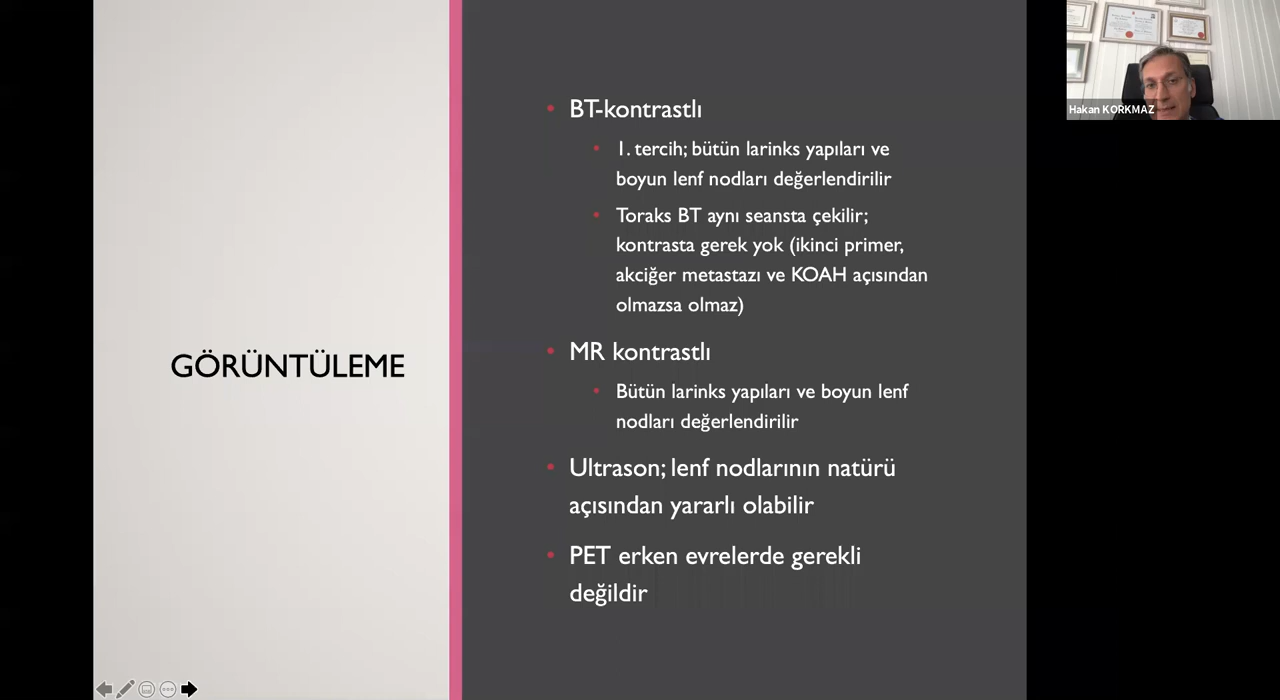 GÖRÜNTÜLEME
• BT-kontrastlı
• 1. tercih; bütün larinks yapıları ve
boyun lenf nodları değerlendirilir
• Toraks BT aynı seansta çekilir;
kontrasta gerek yok (ikinci primer,
akciğer metastazı ve KOAH açısından
olmazsa olmaz)
• MR kontrastlı
• Bütün larinks yapıları ve boyun lenf
nodları değerlendirilir
• Ultrason; lenf nodlarının natürü
açısından yararlı olabilir
• PET erken evrelerde gerekli
değildir
Hakan KORKMAZ